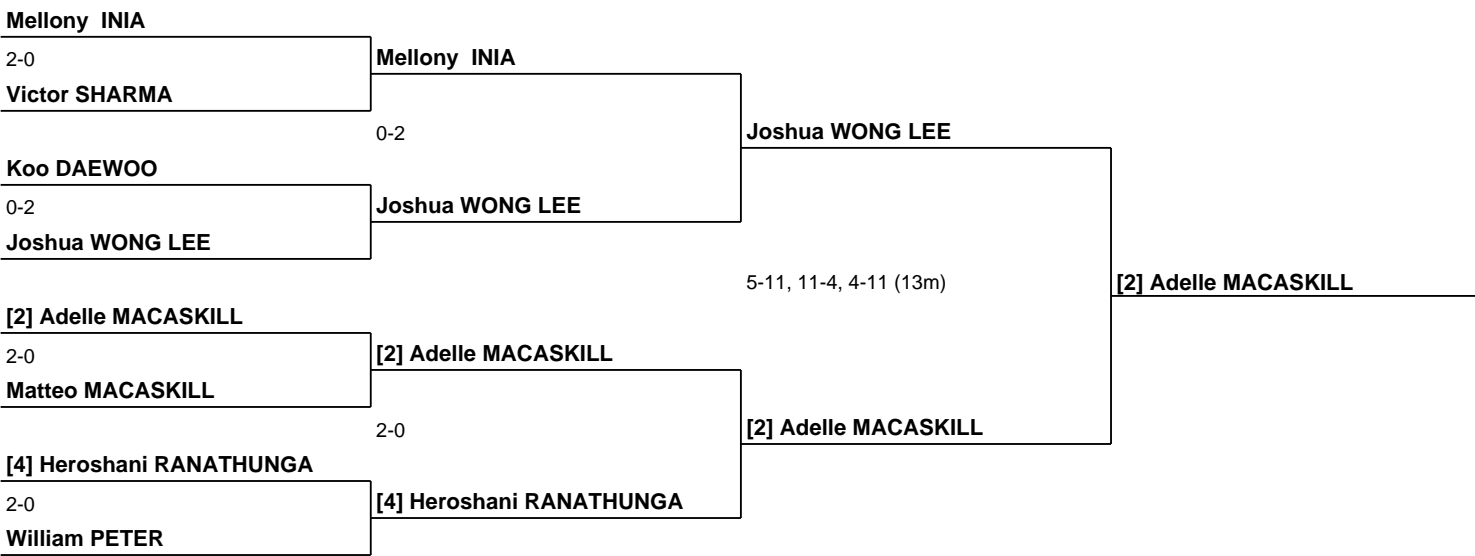 Mellony  INIA
2-0
Mellony  INIA
Victor SHARMA
0-2
Joshua WONG LEE
Koo DAEWOO
0-2
Joshua WONG LEE
Joshua WONG LEE
5-11, 11-4, 4-11 (13m)
[2] Adelle MACASKILL
[2] Adelle MACASKILL
2-0
[2] Adelle MACASKILL
Matteo MACASKILL
2-0
[2] Adelle MACASKILL
[4] Heroshani RANATHUNGA
2-0
[4] Heroshani RANATHUNGA
William PETER